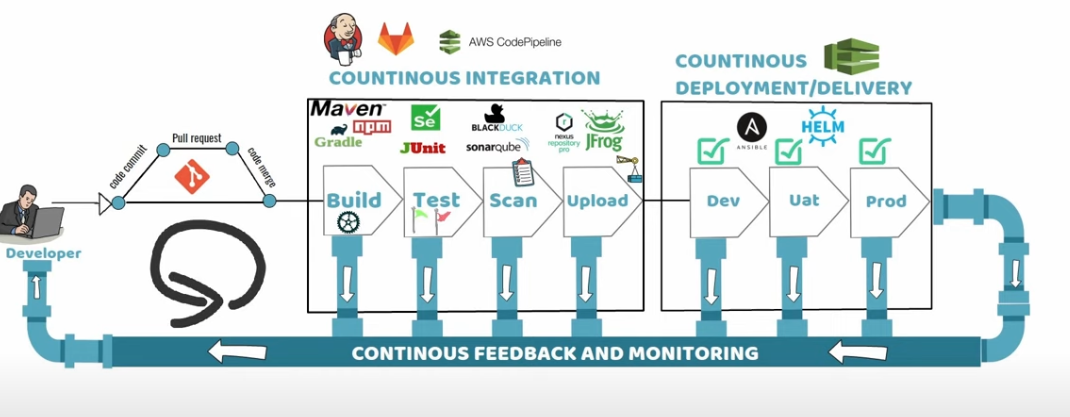 AWS CodePipeline
COUNTINOUS INTEGRATION
COUNTINOUS
DEPLOYMENT/DELIVERY
Maven
npm
Gradle
Se
JUnit
BLACKDUCK
sonarqube
nexus
repository
pro
JFrog
ANSIBLE
HELM
Pull request
code commit
code merge
Developer
Build
Test
Scan
Upload
Dev
Uat
Prod
CONTINOUS FEEDBACK AND MONITORING